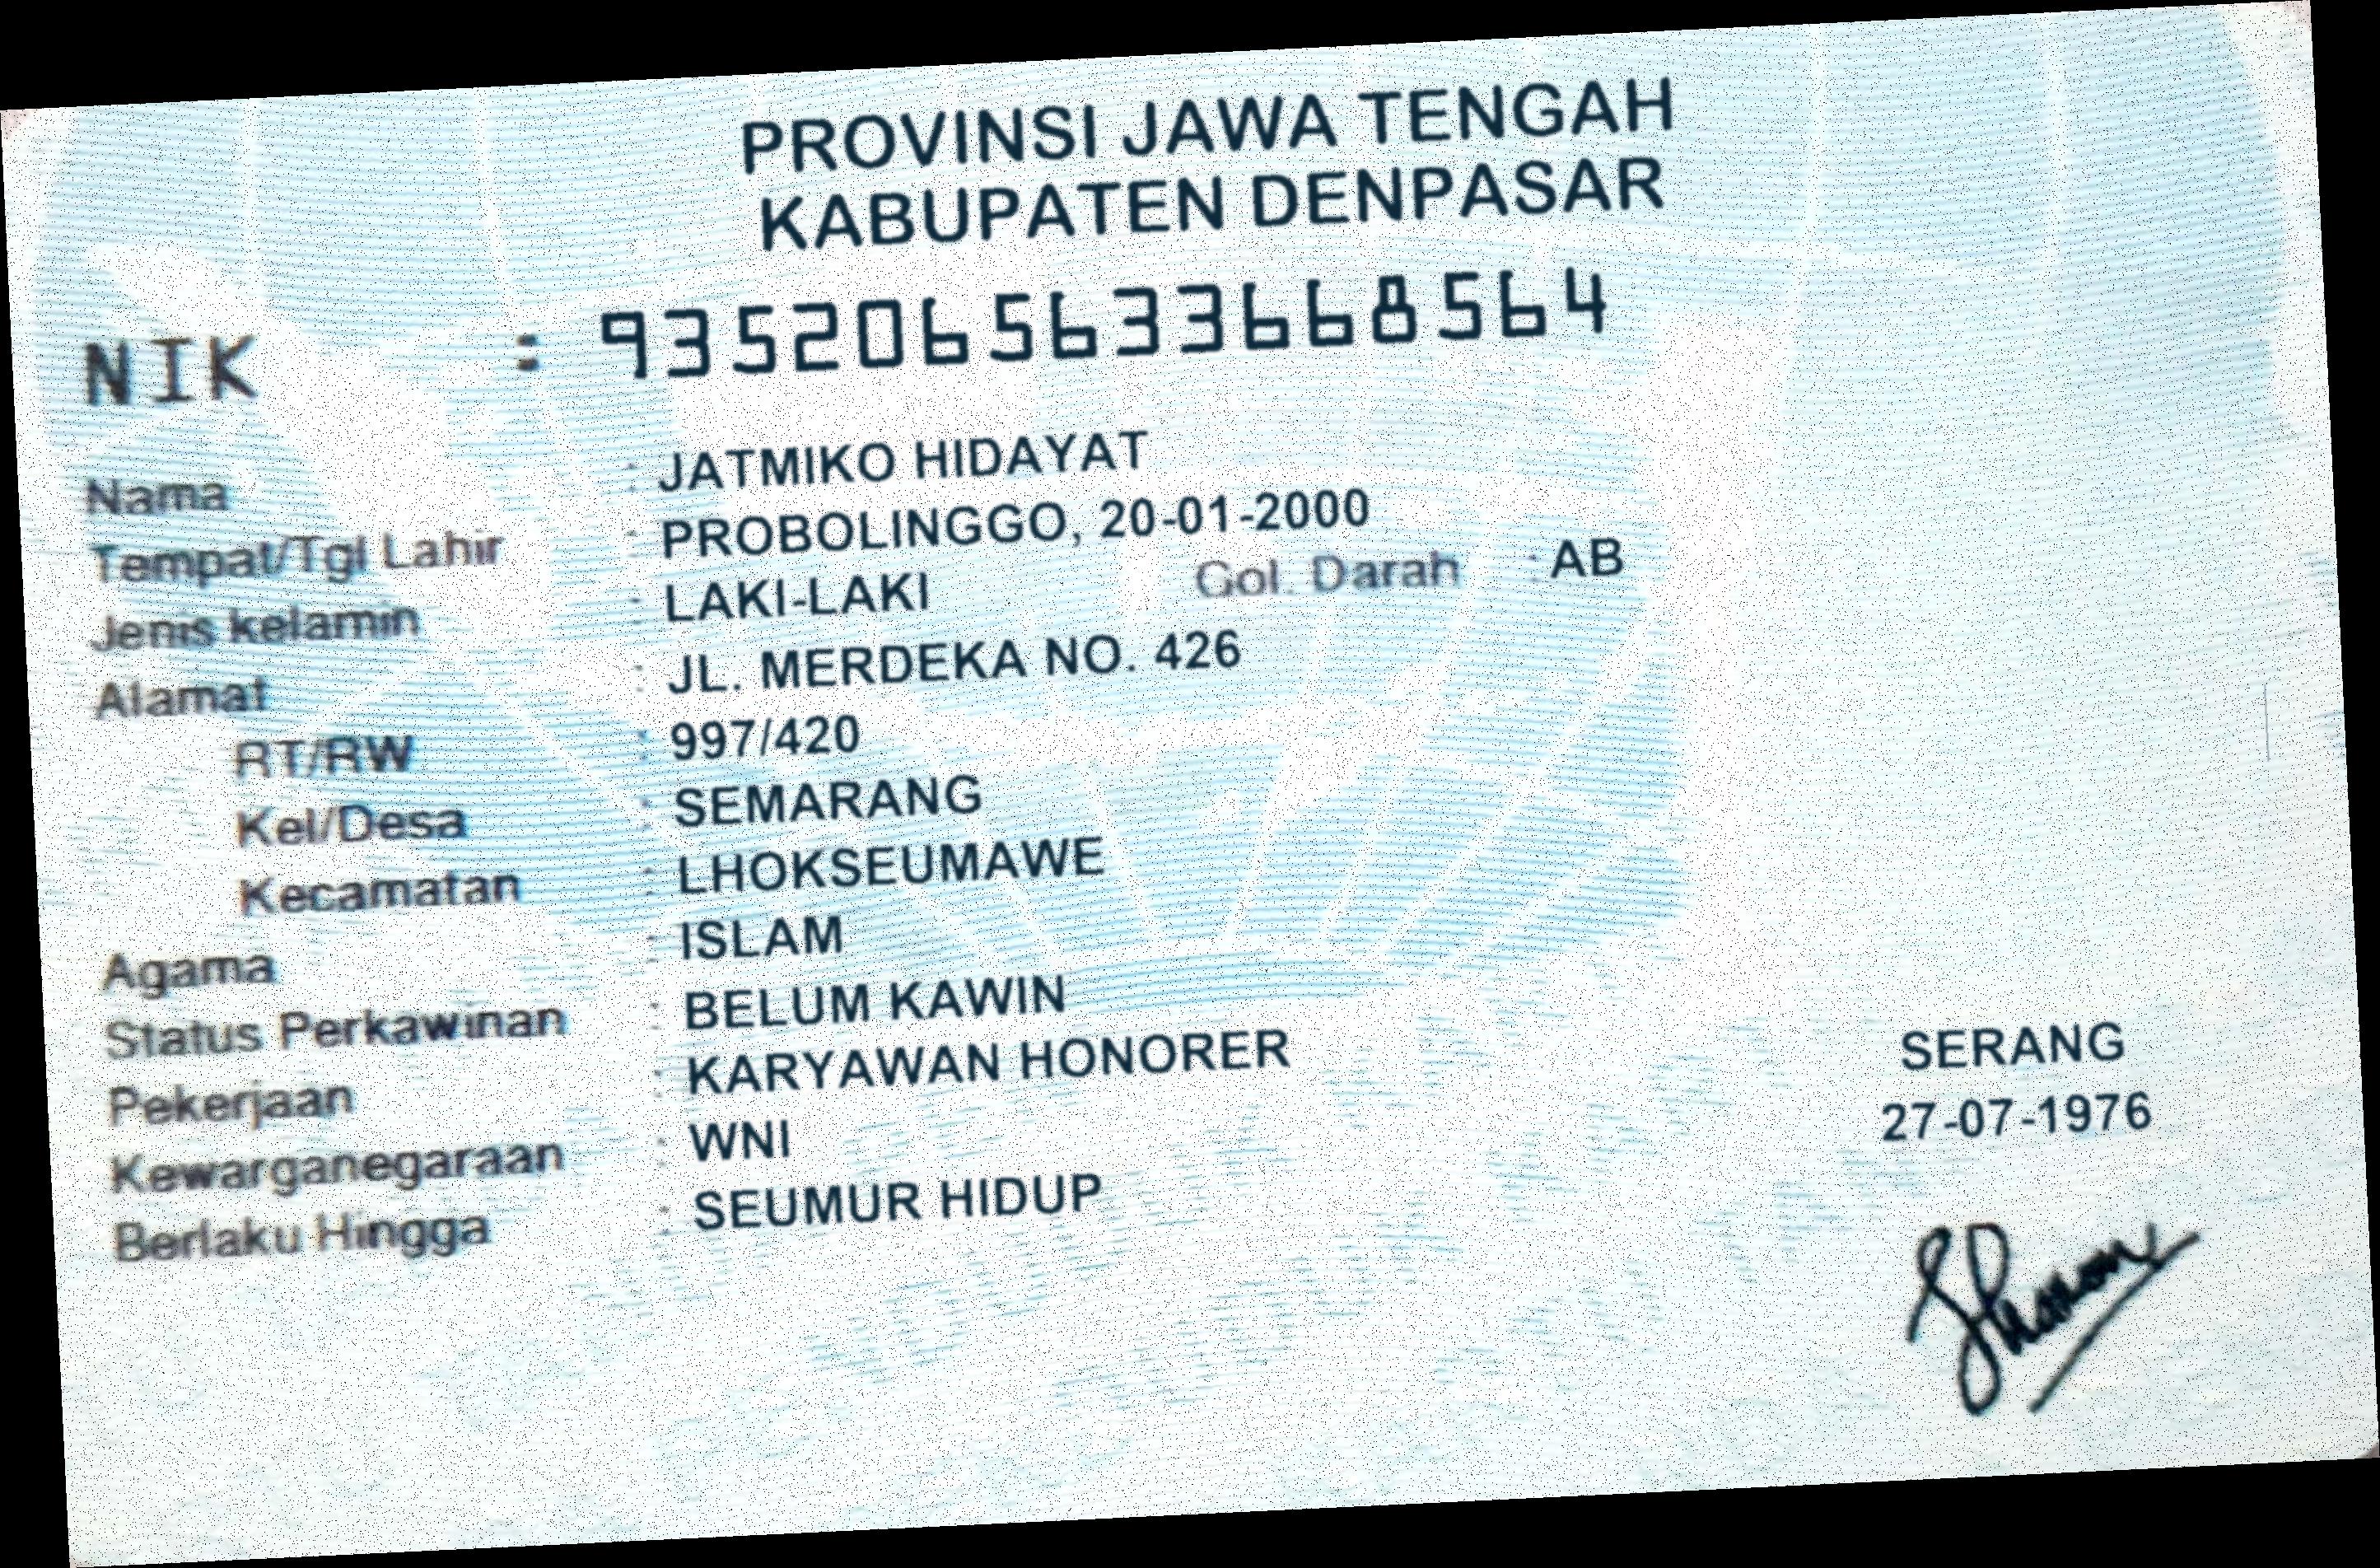 PROVINSI JAWA TENGAH
KABUPATEN DENPASAR
NIK : 9352065633668564
Nama : JATMIKO HIDAYAT
Tempat/Tgl Lahir : PROBOLINGGO, 20-01-2000
Jenis kelamin : LAKI-LAKI Gol. Darah : AB
Alamat : JL. MERDEKA NO. 426
RT/RW : 997/420
Kel/Desa : SEMARANG
Kecamatan : LHOKSEUMAWE
Agama : ISLAM
Status Perkawinan : BELUM KAWIN
Pekerjaan : KARYAWAN HONORER
Kewarganegaraan : WNI
Berlaku Hingga : SEUMUR HIDUP
SERANG
27-07-1976